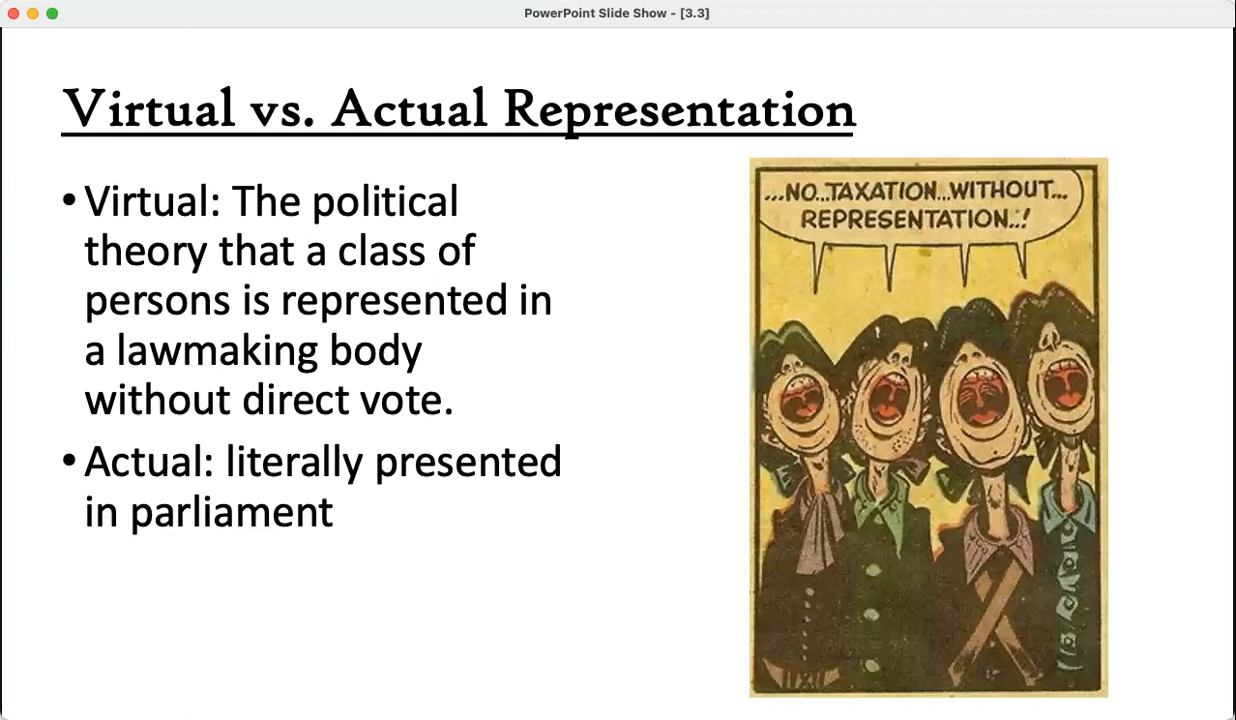 PowerPoint Slide Show - [3.3]
Virtual vs. Actual Representation
• Virtual: The political
theory that a class of
persons is represented in
a lawmaking body
without direct vote.
• Actual: literally presented
in parliament
...NO...TAXATION...WITHOUT...
REPRESENTATION..!